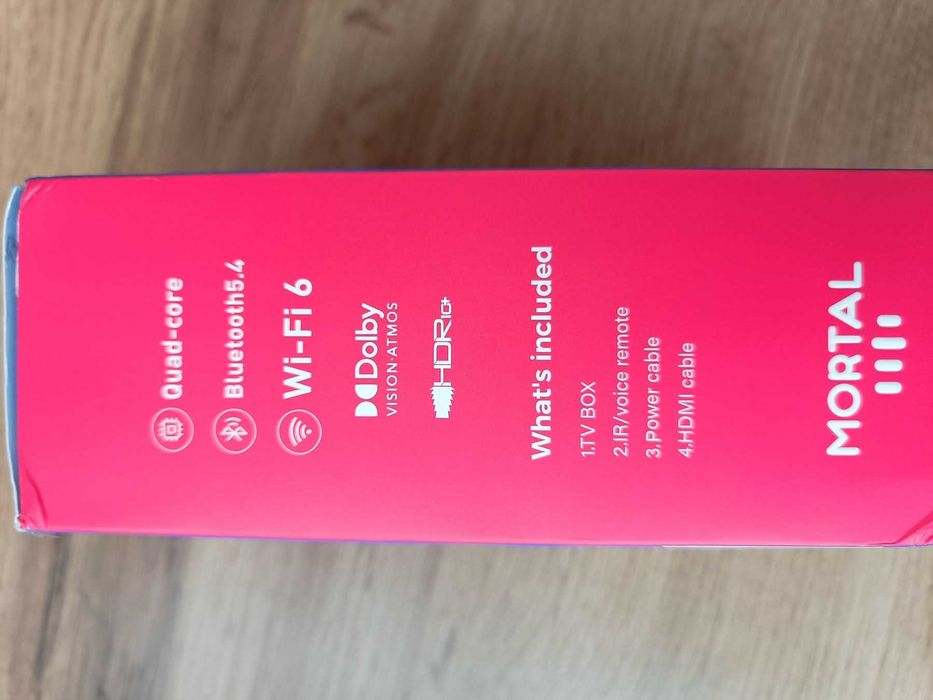 Quad-core
Bluetooth5.4
Wi-Fi 6
Dolby
VISION·ATMOS
HDR10+
What's included
1.TV BOX
2.IR/voice remote
3.Power cable
4.HDMI cable
MORTAL